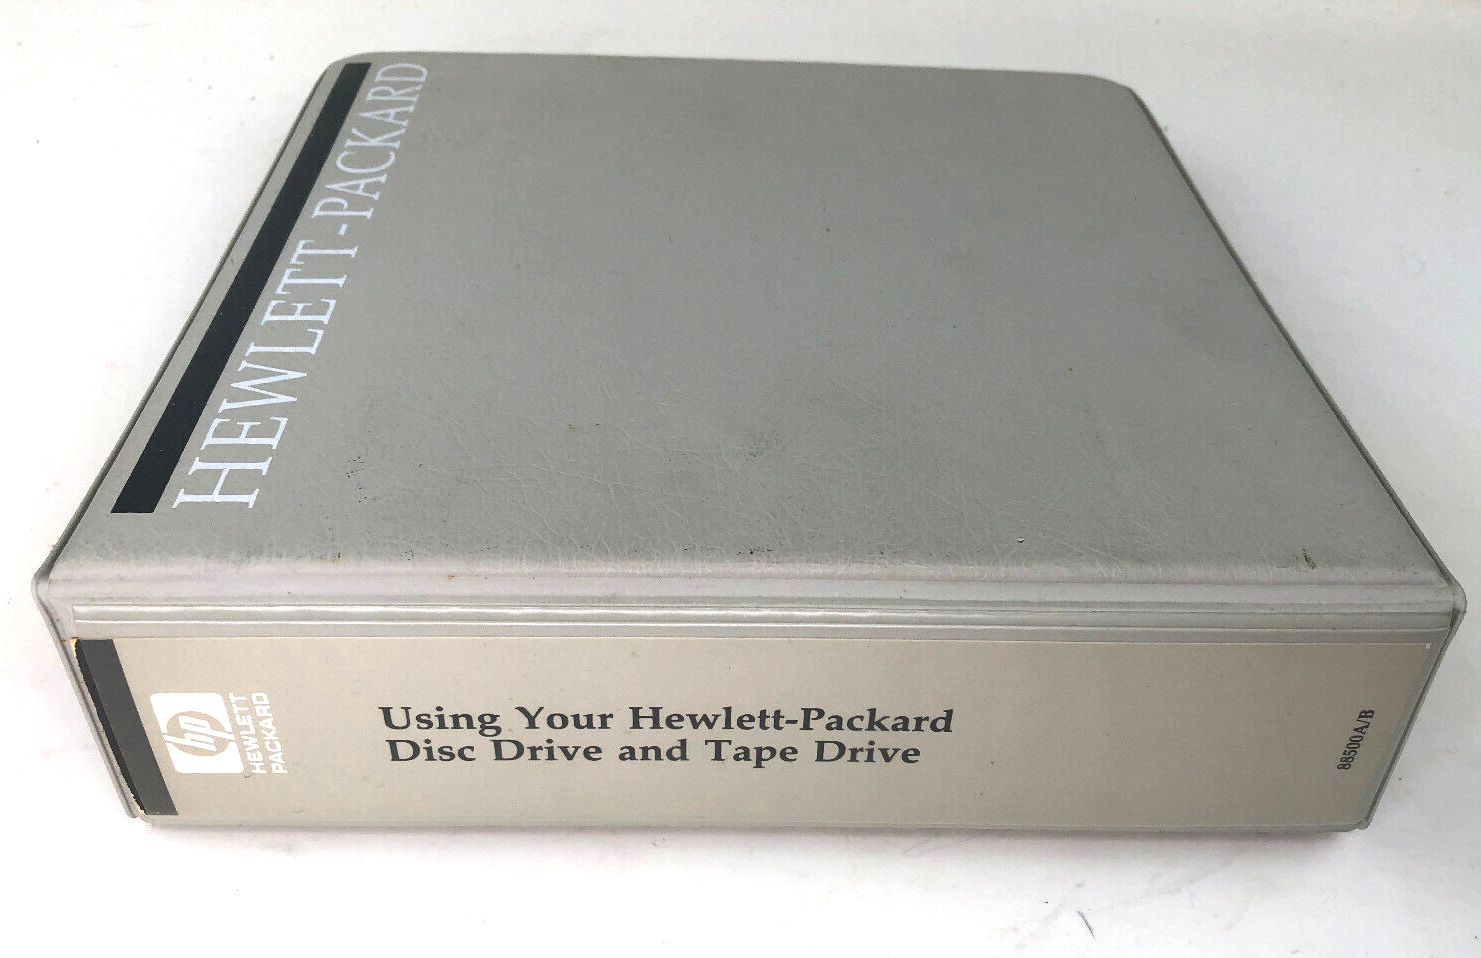 HEWLETT-PACKARD
hp
HEWLETT
PACKARD
Using Your Hewlett-Packard
Disc Drive and Tape Drive
88500A/B